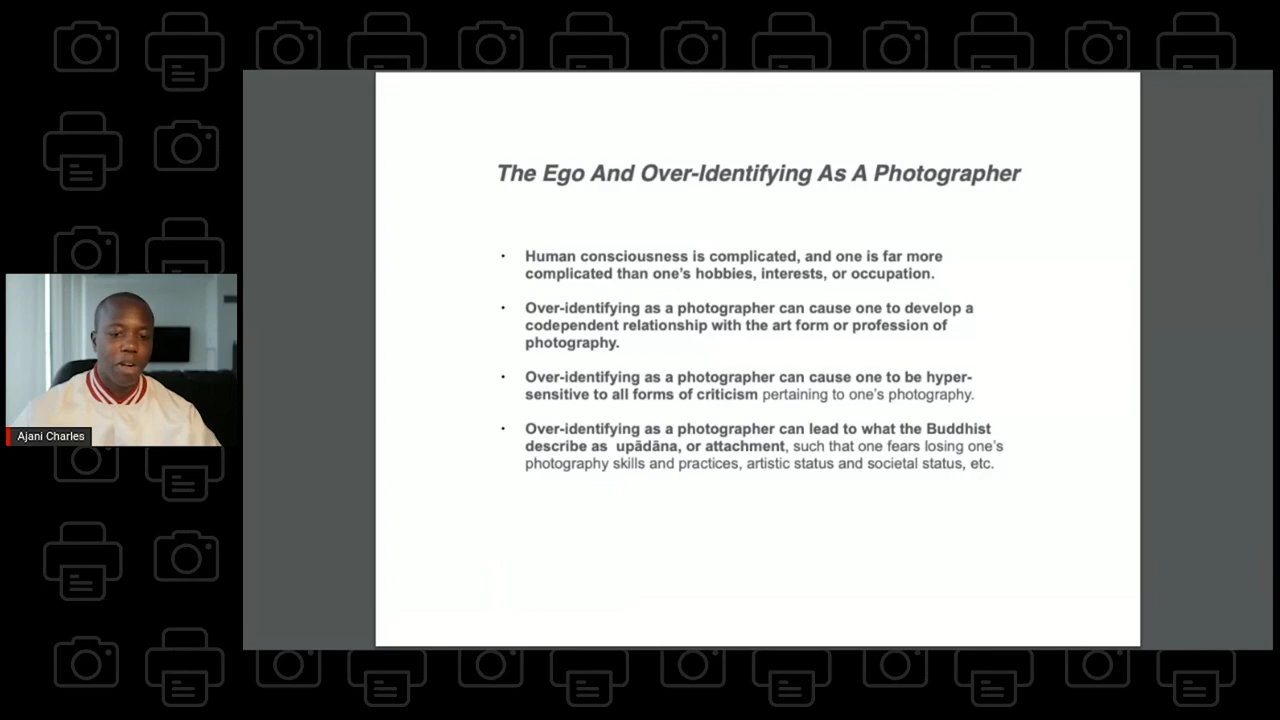 The Ego And Over-Identifying As A Photographer
· Human consciousness is complicated, and one is far more
complicated than one's hobbies, interests, or occupation.
· Over-identifying as a photographer can cause one to develop a
codependent relationship with the art form or profession of
photography.
· Over-identifying as a photographer can cause one to be hyper-
sensitive to all forms of criticism pertaining to one's photography.
· Over-identifying as a photographer can lead to what the Buddhist
describe as upādāna, or attachment, such that one fears losing one's
photography skills and practices, artistic status and societal status, etc.
Ajani Charles